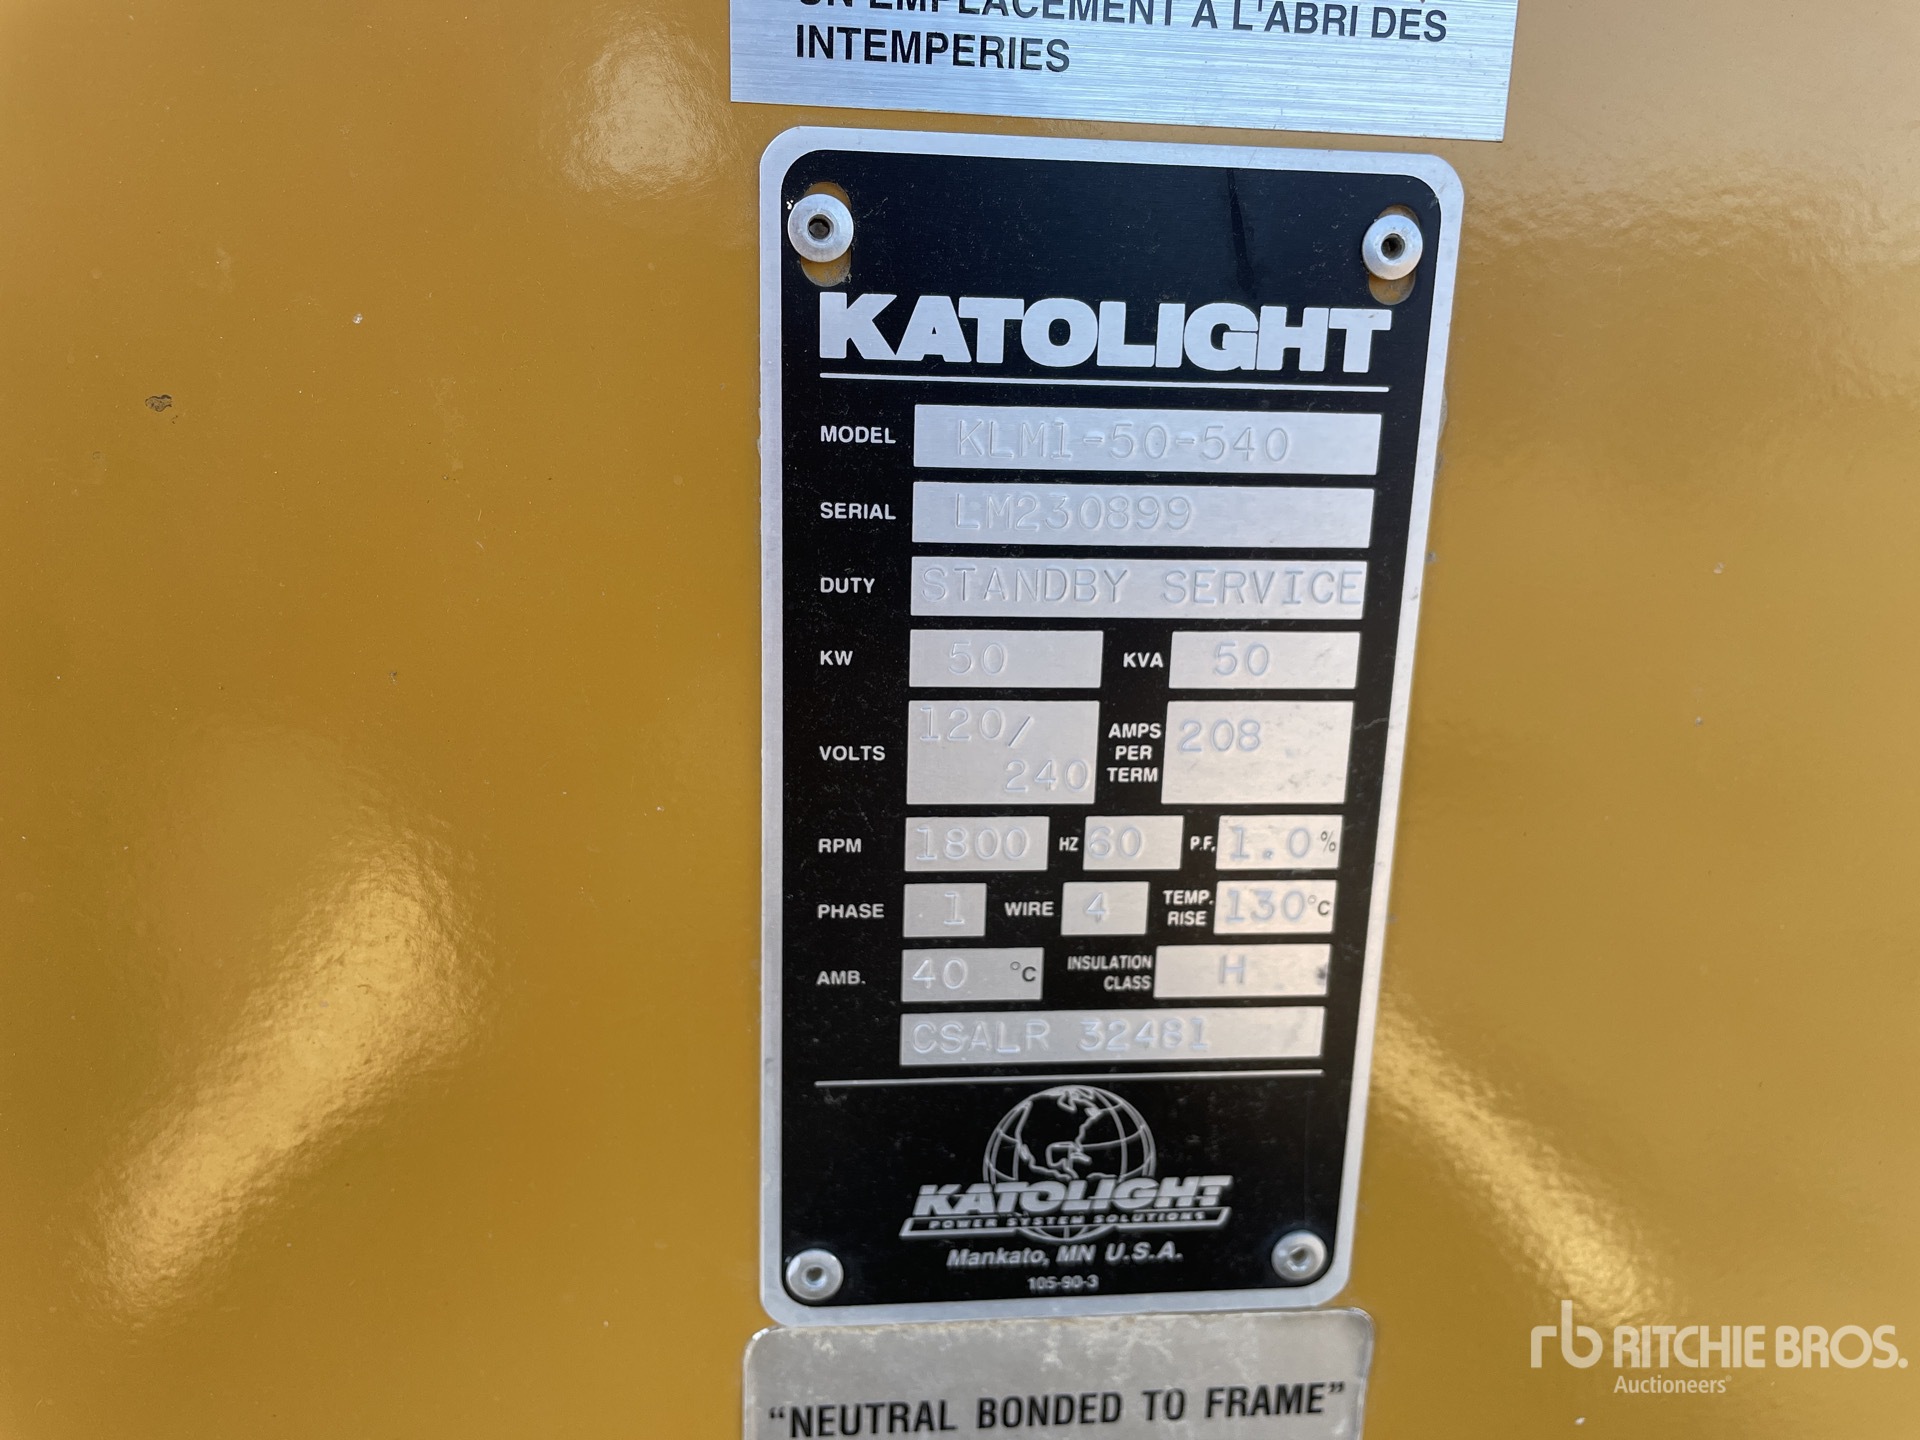 UN EMPLACEMENT À L'ABRI DES
INTEMPERIES
KATOLIGHT
MODEL KLM1-50-540
SERIAL LM230899
DUTY STANDBY SERVICE
KW 50 KVA 50
VOLTS 120/240 AMPS PER TERM 208
RPM 1800 HZ 60 P.F. 1.0%
PHASE 1 WIRE 4 TEMP. RISE 130°C
AMB. 40 °C INSULATION CLASS H
CSALR 32481
KATOLIGHT
POWER SYSTEM SOLUTIONS
Mankato, MN U.S.A.
105-90-3
"NEUTRAL BONDED TO FRAME"
rb RITCHIE BROS.
Auctioneers